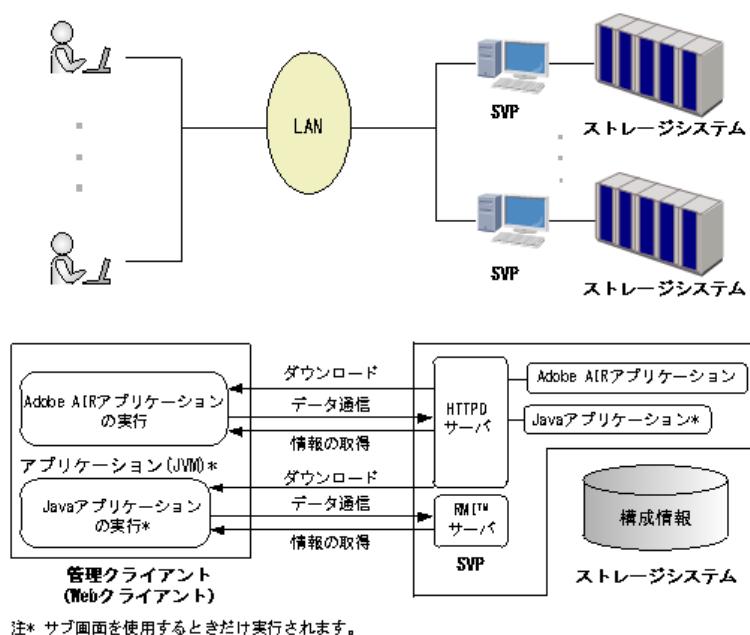 LAN
SVP
ストレージシステム
SVP
ストレージシステム
ダウンロード
Adobe AIRアプリケーション
の実行
データ通信
情報の取得
HTTPD
サーバ
Adobe AIRアプリケーション
Javaアプリケーション*
アプリケーション(JVM)*
ダウンロード
Javaアプリケーション
の実行*
データ通信
情報の取得
RMI™
サーバ
構成情報
SVP
ストレージシステム
管理クライアント
(Webクライアント)
注* サブ画面を使用するときだけ実行されます。